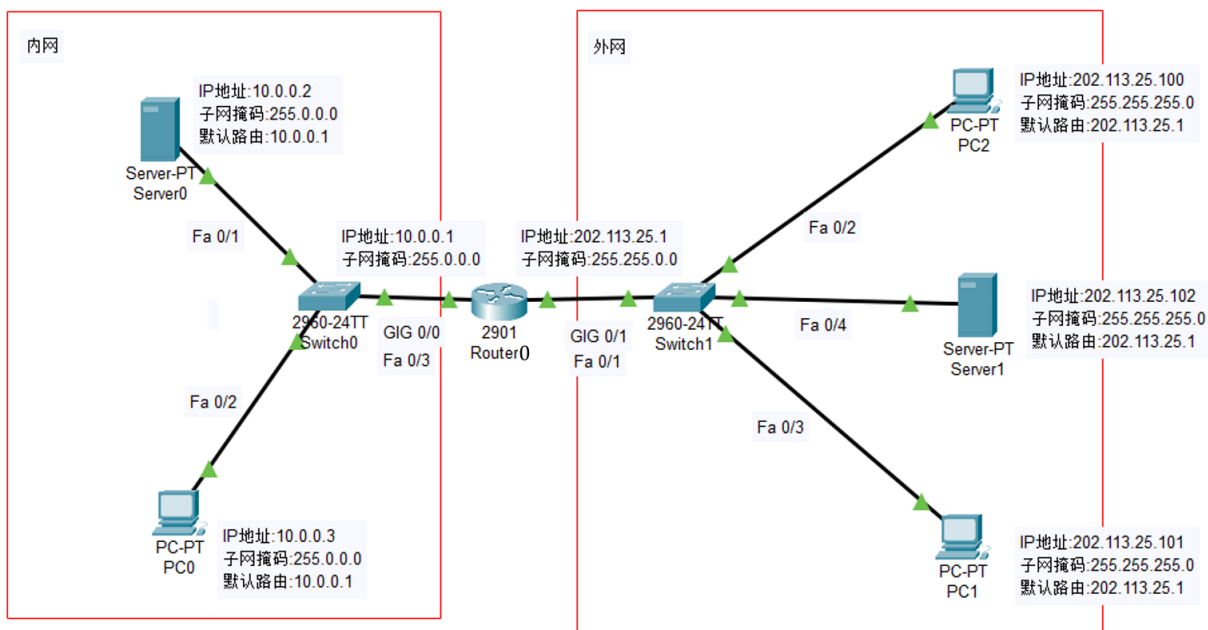 内网
IP地址:10.0.0.2
子网掩码:255.0.0.0
默认路由:10.0.0.1
Server-PT
Server0
Fa 0/1
IP地址:10.0.0.1
子网掩码:255.0.0.0
2960-24TT
Switch0
GIG 0/0
Fa 0/3
Fa 0/2
PC-PT
PC0
IP地址:10.0.0.3
子网掩码:255.0.0.0
默认路由:10.0.0.1
2901
Router0
外网
IP地址:202.113.25.1
子网掩码:255.255.0.0
GIG 0/1
Fa 0/1
2960-24TT
Switch1
Fa 0/2
PC-PT
PC2
IP地址:202.113.25.100
子网掩码:255.255.255.0
默认路由:202.113.25.1
Fa 0/4
Server-PT
Server1
IP地址:202.113.25.102
子网掩码:255.255.255.0
默认路由:202.113.25.1
Fa 0/3
PC-PT
PC1
IP地址:202.113.25.101
子网掩码:255.255.255.0
默认路由:202.113.25.1